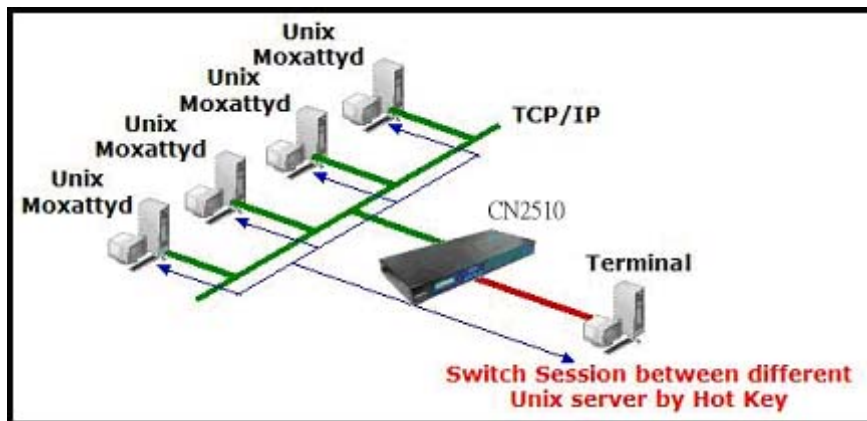 Unix
Moxattyd
Unix
Moxattyd
Unix
Moxattyd
Unix
Moxattyd
TCP/IP
CN2510
Terminal
Switch Session between different
Unix server by Hot Key